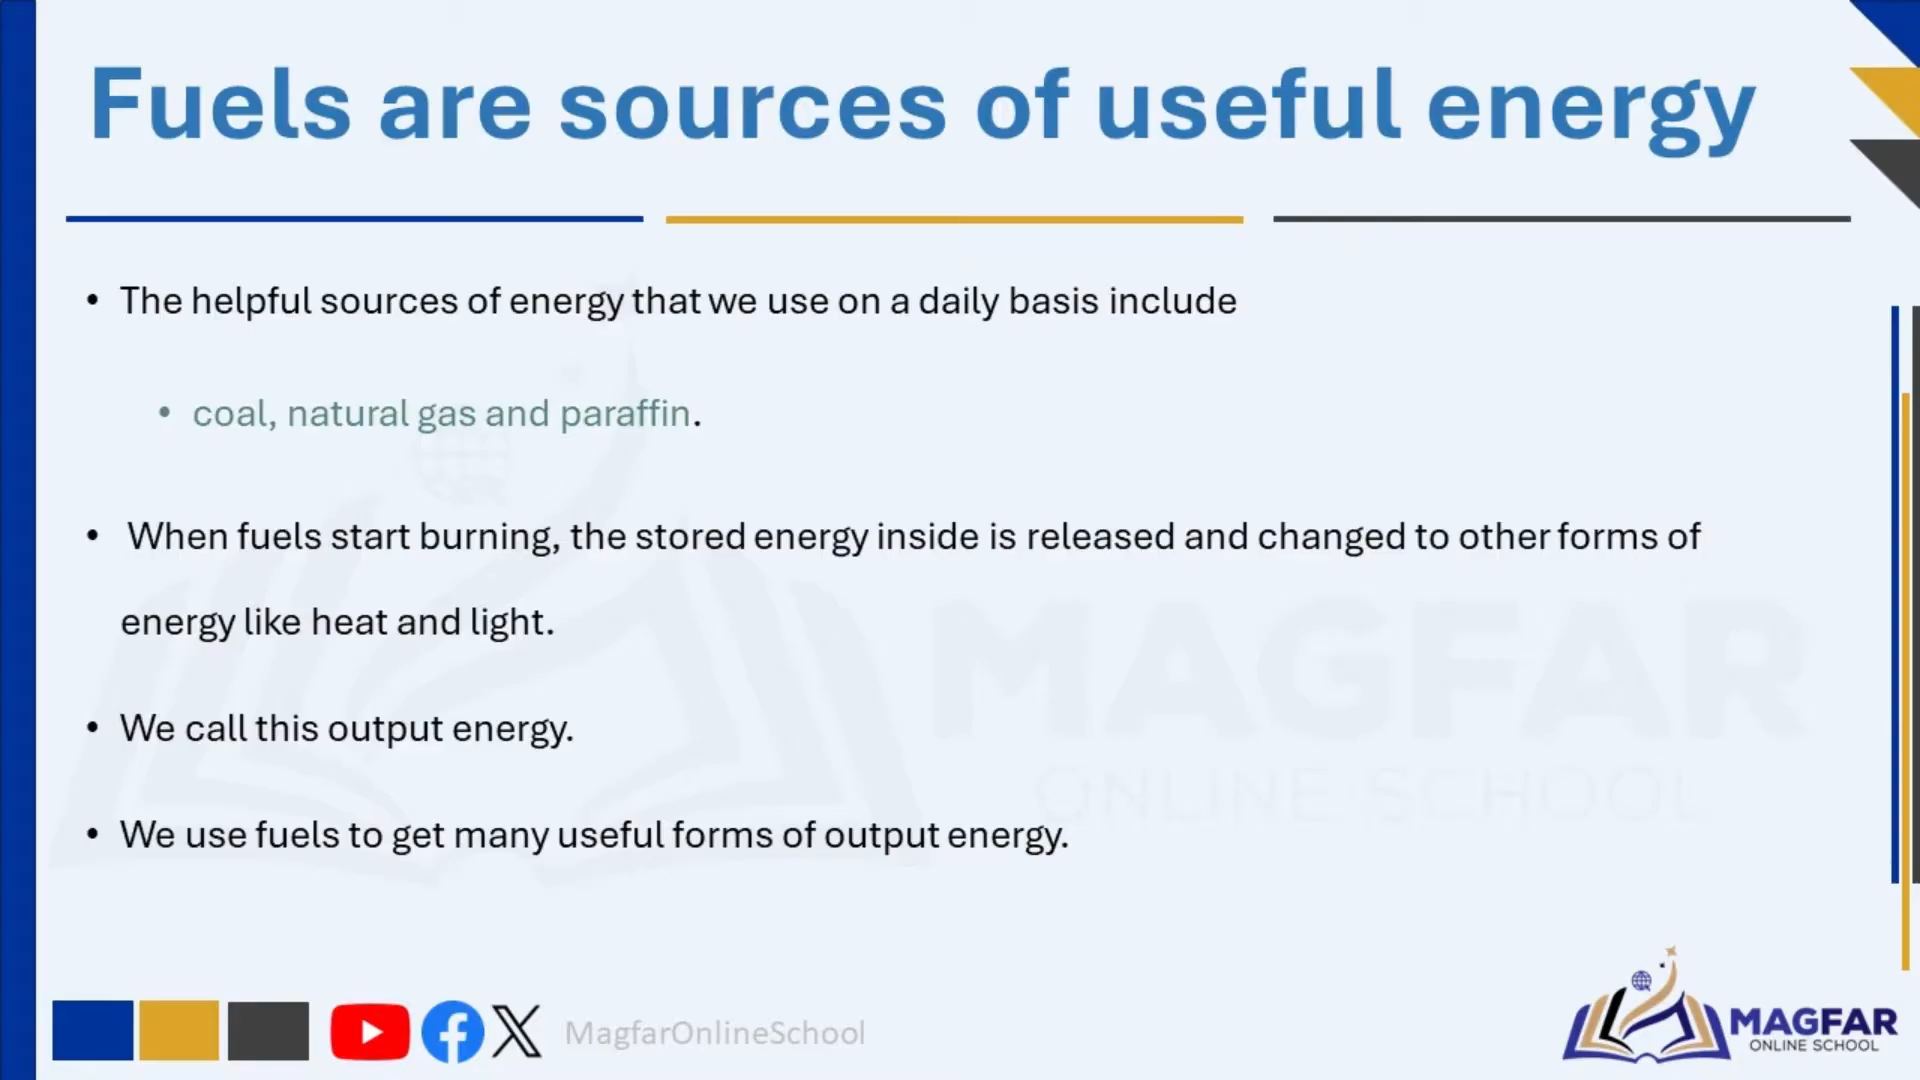 Fuels are sources of useful energy
• The helpful sources of energy that we use on a daily basis include
• coal, natural gas and paraffin.
• When fuels start burning, the stored energy inside is released and changed to other forms of
energy like heat and light.
• We call this output energy.
• We use fuels to get many useful forms of output energy.
MAGFAR
ONLINE SCHOOL
MagfarOnlineSchool
MAGFAR
ONLINE SCHOOL